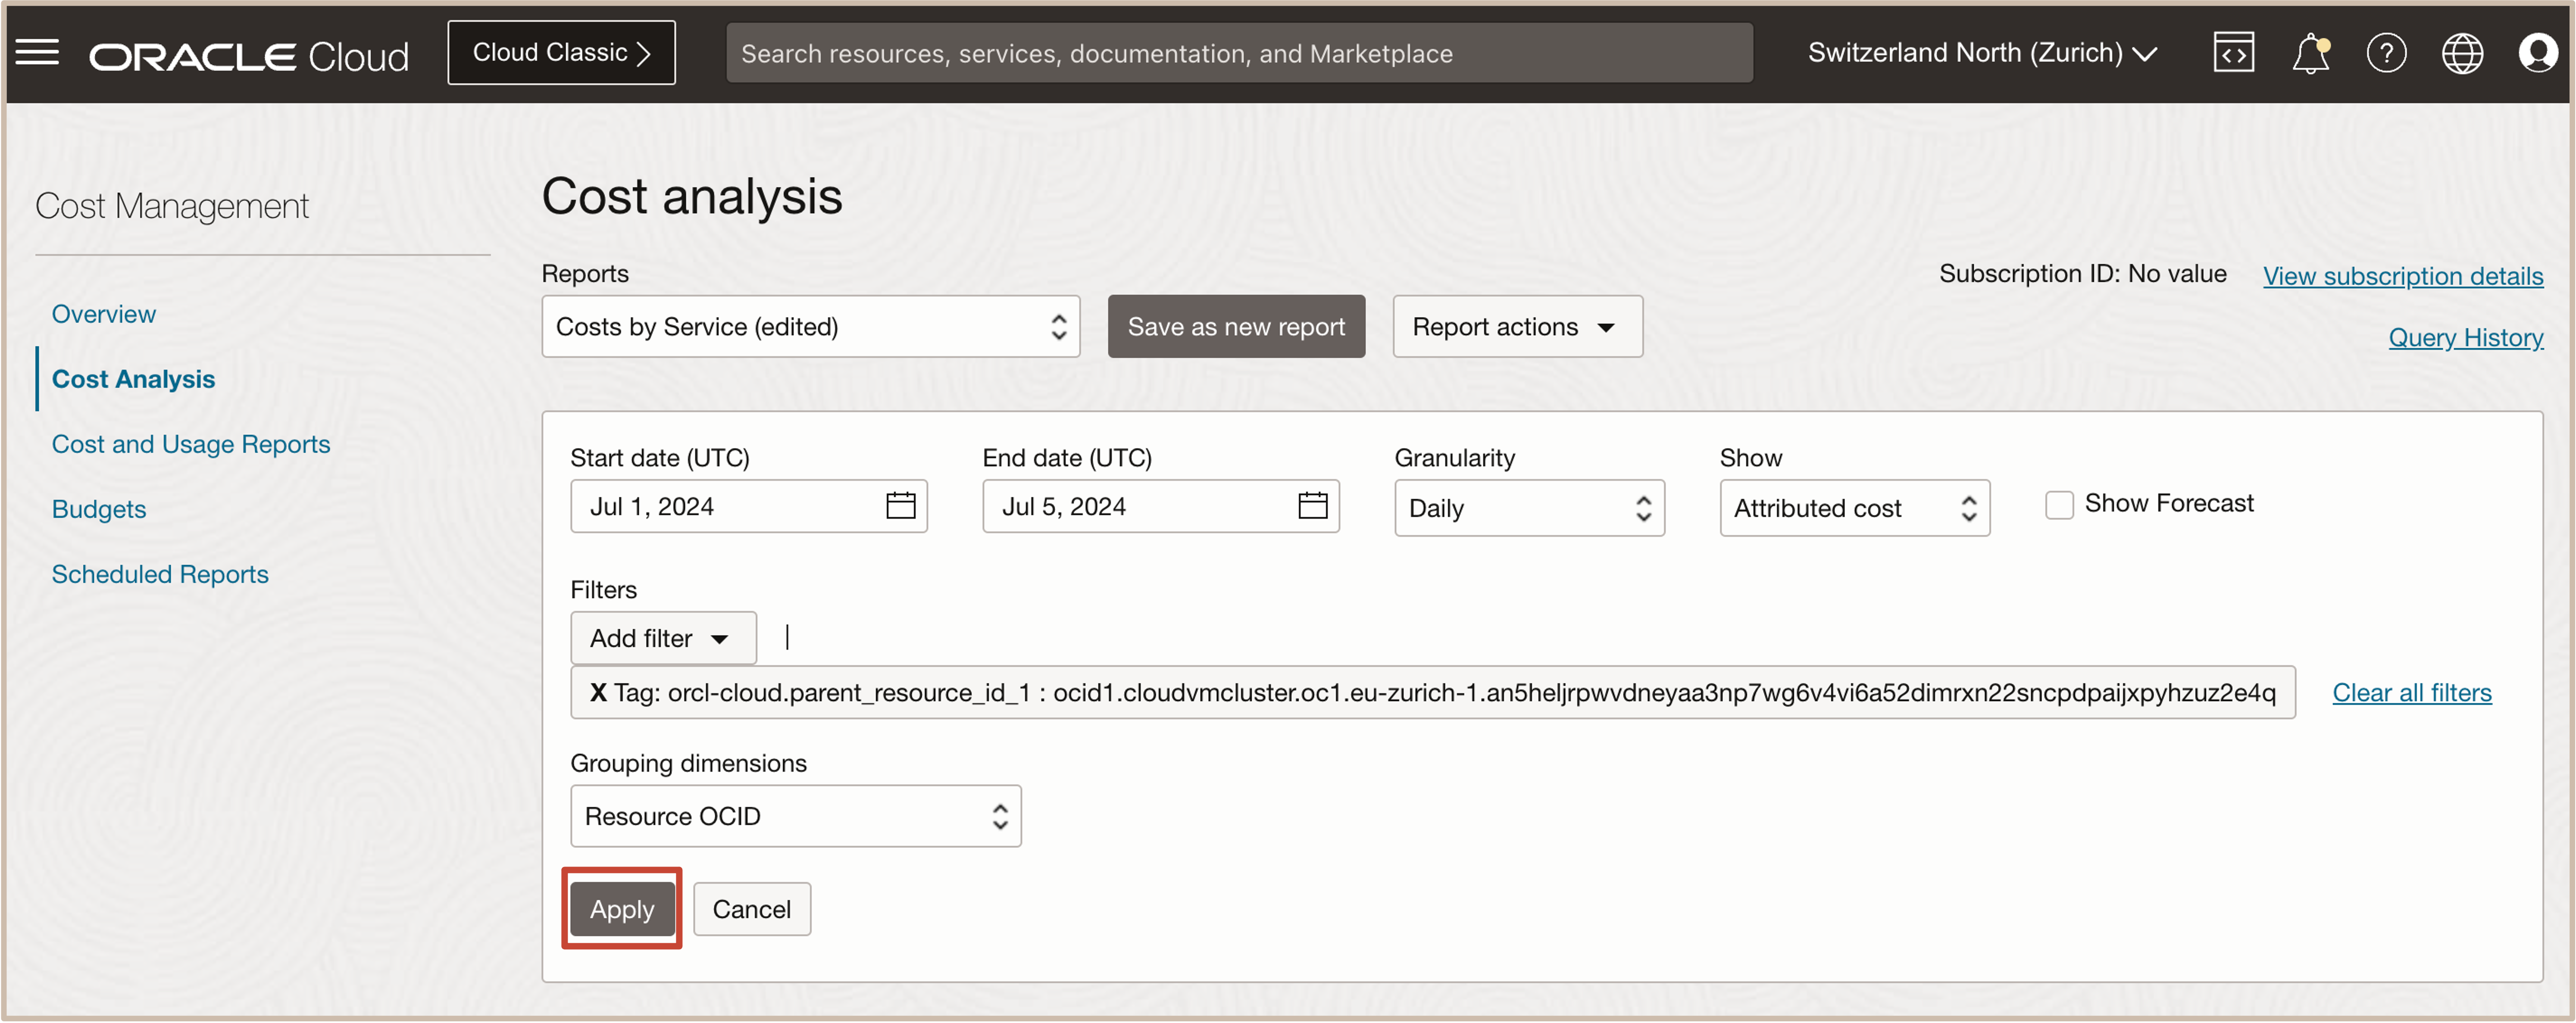 ORACLE Cloud
Cloud Classic
Search resources, services, documentation, and Marketplace
Switzerland North (Zurich)
Cost Management
Overview
Cost Analysis
Cost and Usage Reports
Budgets
Scheduled Reports
Cost analysis
Reports
Costs by Service (edited)
Save as new report
Report actions
Subscription ID: No value
View subscription details
Query History
Start date (UTC)
Jul 1, 2024
End date (UTC)
Jul 5, 2024
Granularity
Daily
Show
Attributed cost
Show Forecast
Filters
Add filter
X Tag: orcl-cloud.parent_resource_id_1 : ocid1.cloudvmcluster.oc1.eu-zurich-1.an5heljrpwvdneyaa3np7wg6v4vi6a52dimrxn22sncpdpaijxpyhzuz2e4q
Clear all filters
Grouping dimensions
Resource OCID
Apply
Cancel